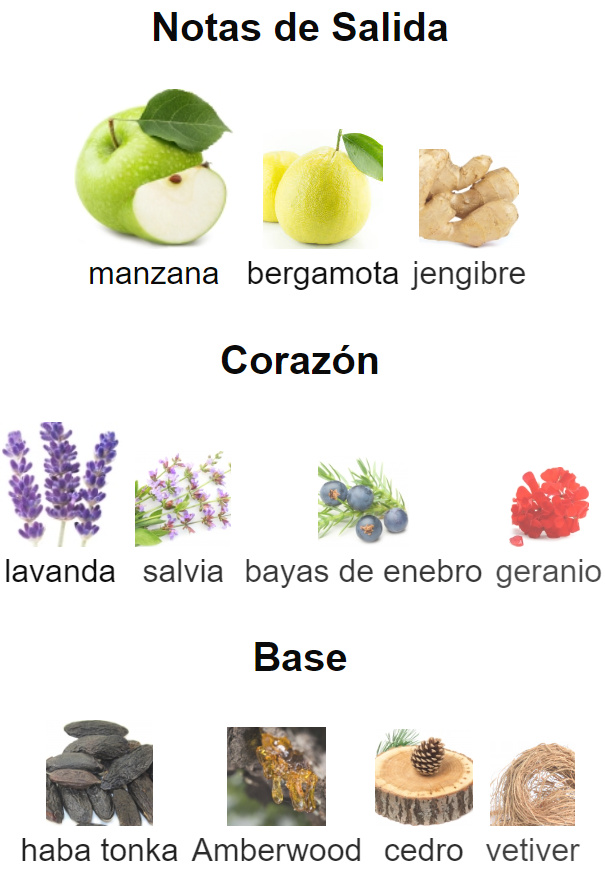 Notas de Salida
manzana bergamota jengibre
Corazón
lavanda salvia bayas de enebro geranio
Base
haba tonka Amberwood cedro vetiver